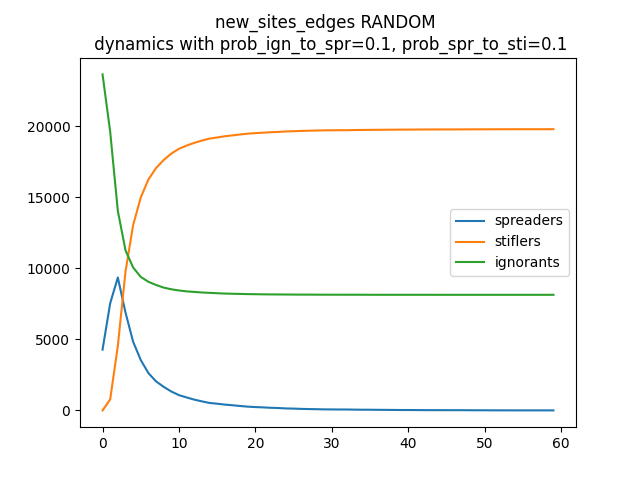 new_sites_edges RANDOM
dynamics with prob_ign_to_spr=0.1, prob_spr_to_sti=0.1
20000
15000
10000
5000
0
spreaders
stiflers
ignorants
0 10 20 30 40 50 60